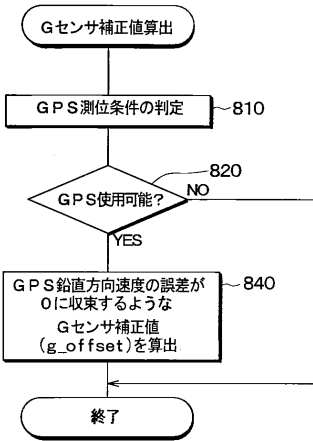 Gセンサ補正値算出
GPS測位条件の判定
810
820
GPS使用可能?
NO
YES
GPS鉛直方向速度の誤差が
0に収束するような
Gセンサ補正値
(g_offset)を算出
840
終了